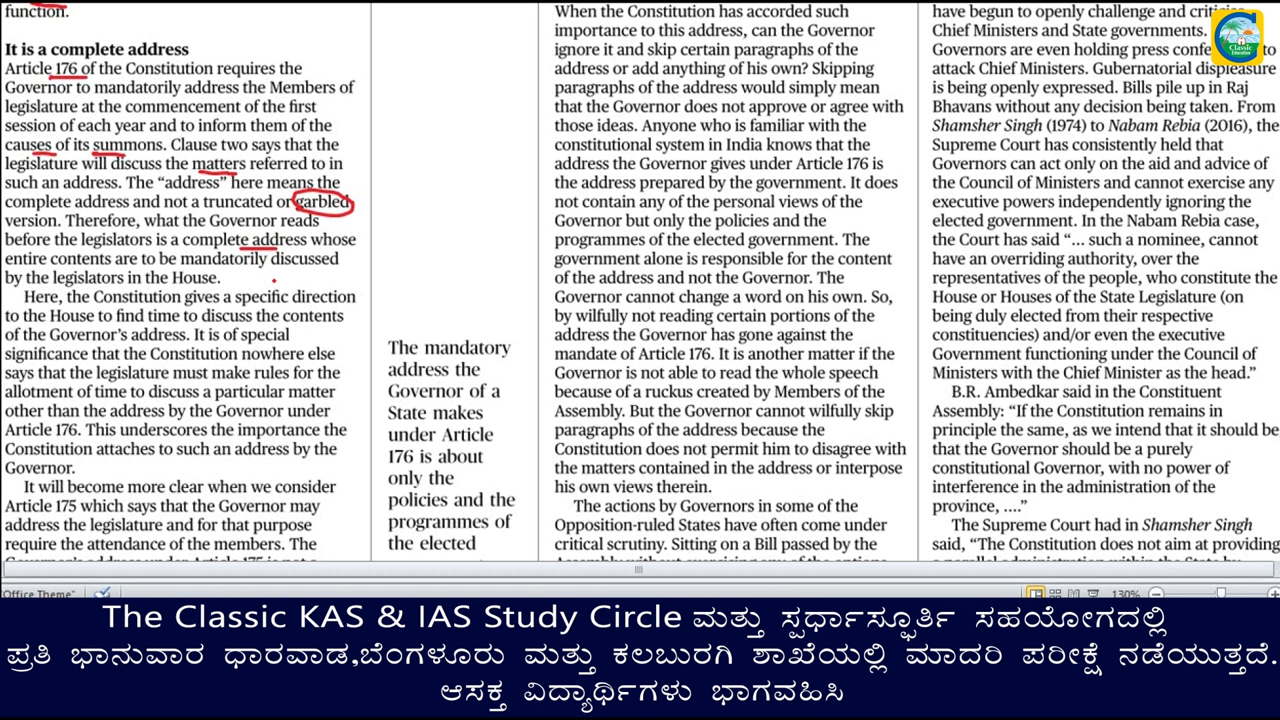 function.
It is a complete address
Article 176 of the Constitution requires the
Governor to mandatorily address the Members of
legislature at the commencement of the first
session of each year and to inform them of the
causes of its summons. Clause two says that the
legislature will discuss the matters referred to in
such an address. The “address” here means the
complete address and not a truncated or garbled
version. Therefore, what the Governor reads
before the legislators is a complete address whose
entire contents are to be mandatorily discussed
by the legislators in the House.
Here, the Constitution gives a specific direction
to the House to find time to discuss the contents
of the Governor’s address. It is of special
significance that the Constitution nowhere else
says that the legislature must make rules for the
allotment of time to discuss a particular matter
other than the address by the Governor under
Article 176. This underscores the importance the
Constitution attaches to such an address by the
Governor.
It will become more clear when we consider
Article 175 which says that the Governor may
address the legislature and for that purpose
require the attendance of the members. The
The mandatory
address the
Governor of a
State makes
under Article
176 is about
only the
policies and the
programmes of
the elected
When the Constitution has accorded such
importance to this address, can the Governor
ignore it and skip certain paragraphs of the
address or add anything of his own? Skipping
paragraphs of the address would simply mean
that the Governor does not approve or agree with
those ideas. Anyone who is familiar with the
constitutional system in India knows that the
address the Governor gives under Article 176 is
the address prepared by the government. It does
not contain any of the personal views of the
Governor but only the policies and the
programmes of the elected government. The
government alone is responsible for the content
of the address and not the Governor. The
Governor cannot change a word on his own. So,
by wilfully not reading certain portions of the
address the Governor has gone against the
mandate of Article 176. It is another matter if the
Governor is not able to read the whole speech
because of a ruckus created by Members of the
Assembly. But the Governor cannot wilfully skip
paragraphs of the address because the
Constitution does not permit him to disagree with
the matters contained in the address or interpose
his own views therein.
The actions by Governors in some of the
Opposition-ruled States have often come under
critical scrutiny. Sitting on a Bill passed by the
have begun to openly challenge and
Chief Ministers and State governments.
Governors are even holding press to
attack Chief Ministers. Gubernatorial displeasure
is being openly expressed. Bills pile up in Raj
Bhavans without any decision being taken. From
Shamsher Singh (1974) to Nabam Rebia (2016), the
Supreme Court has consistently held that
Governors can act only on the aid and advice of
the Council of Ministers and cannot exercise any
executive powers independently ignoring the
elected government. In the Nabam Rebia case,
the Court has said “... such a nominee, cannot
have an overriding authority, over the
representatives of the people, who constitute the
House or Houses of the State Legislature (on
being duly elected from their respective
constituencies) and/or even the executive
Government functioning under the Council of
Ministers with the Chief Minister as the head.”
B.R. Ambedkar said in the Constituent
Assembly: “If the Constitution remains in
principle the same, as we intend that it should be
that the Governor should be a purely
constitutional Governor, with no power of
interference in the administration of the
province, ....”
The Supreme Court had in Shamsher Singh
said, “The Constitution does not aim at providing
Classic
Education
Office Theme"
130%
The Classic KAS & IAS Study Circle ಮತ್ತು ಸ್ಪರ್ಧಾಸ್ಫೂರ್ತಿ ಸಹಯೋಗದಲ್ಲಿ
ಪ್ರತಿ ಭಾನುವಾರ ಧಾರವಾಡ,ಬೆಂಗಳೂರು ಮತ್ತು ಕಲಬುರಗಿ ಶಾಖೆಯಲ್ಲಿ ಮಾದರಿ ಪರೀಕ್ಷೆ ನಡೆಯುತ್ತದೆ.
ಆಸಕ್ತ ವಿದ್ಯಾರ್ಥಿಗಳು ಭಾಗವಹಿಸಿ